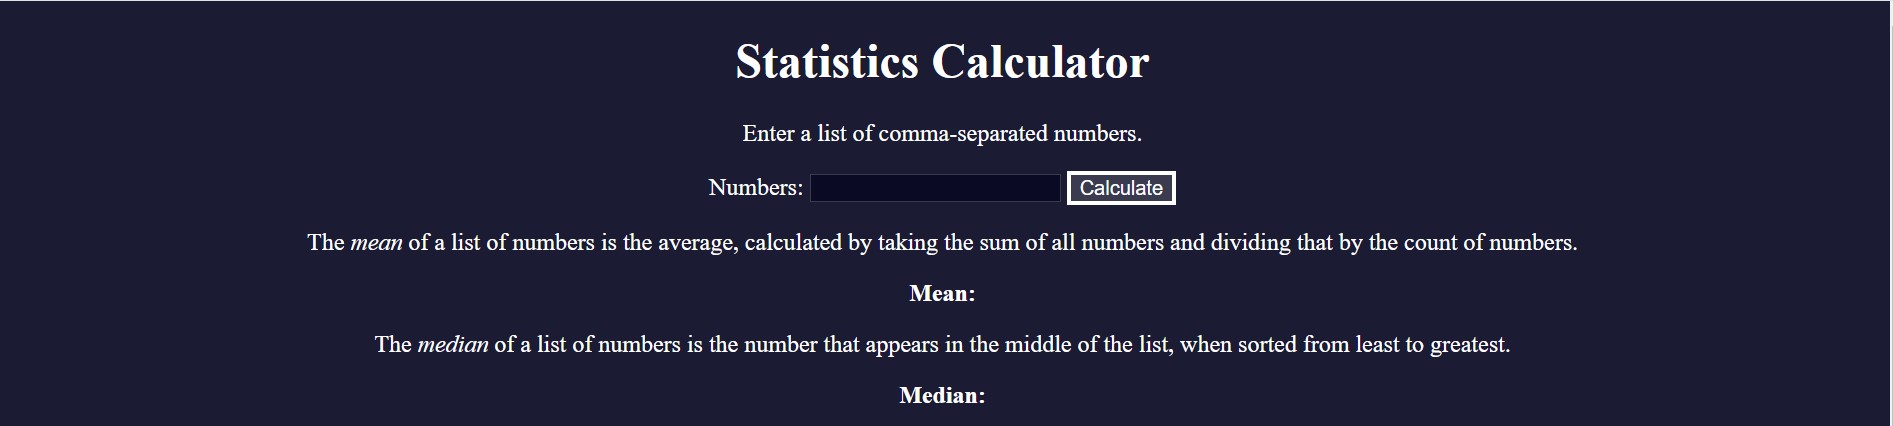 Statistics Calculator
Enter a list of comma-separated numbers.
Numbers: Calculate
The mean of a list of numbers is the average, calculated by taking the sum of all numbers and dividing that by the count of numbers.
Mean:
The median of a list of numbers is the number that appears in the middle of the list, when sorted from least to greatest.
Median: